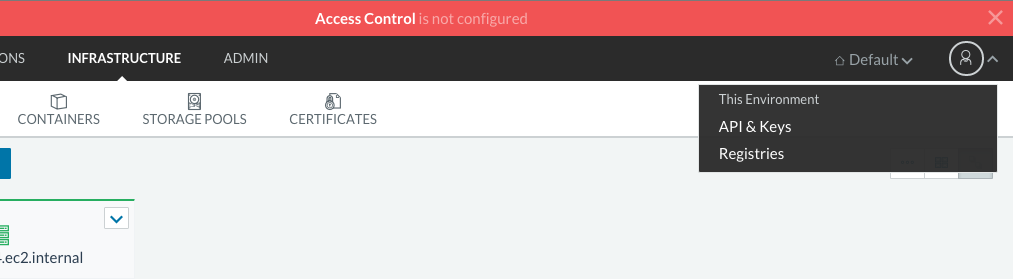 Access Control is not configured
ONS INFRASTRUCTURE ADMIN Default
This Environment
API & Keys
Registries
CONTAINERS STORAGE POOLS CERTIFICATES
.ec2.internal